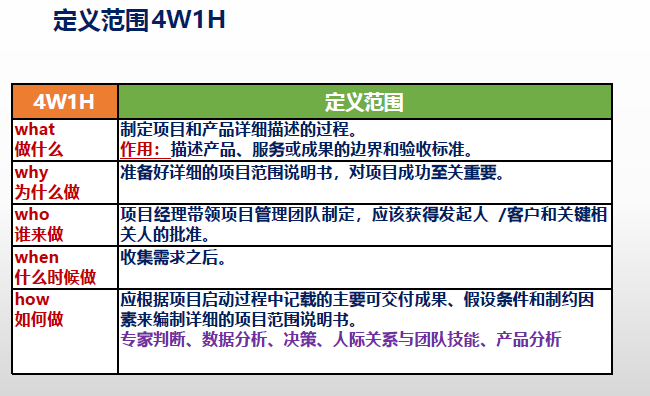 定义范围4W1H
4W1H
定义范围
what
做什么
制定项目和产品详细描述的过程。
作用：描述产品、服务或成果的边界和验收标准。
why
为什么做
准备好详细的项目范围说明书，对项目成功至关重要。
who
谁来做
项目经理带领项目管理团队制定，应该获得发起人 /客户和关键相
关人的批准。
when
什么时候做
收集需求之后。
how
如何做
应根据项目启动过程中记载的主要可交付成果、假设条件和制约因
素来编制详细的项目范围说明书。
专家判断、数据分析、决策、人际关系与团队技能、产品分析